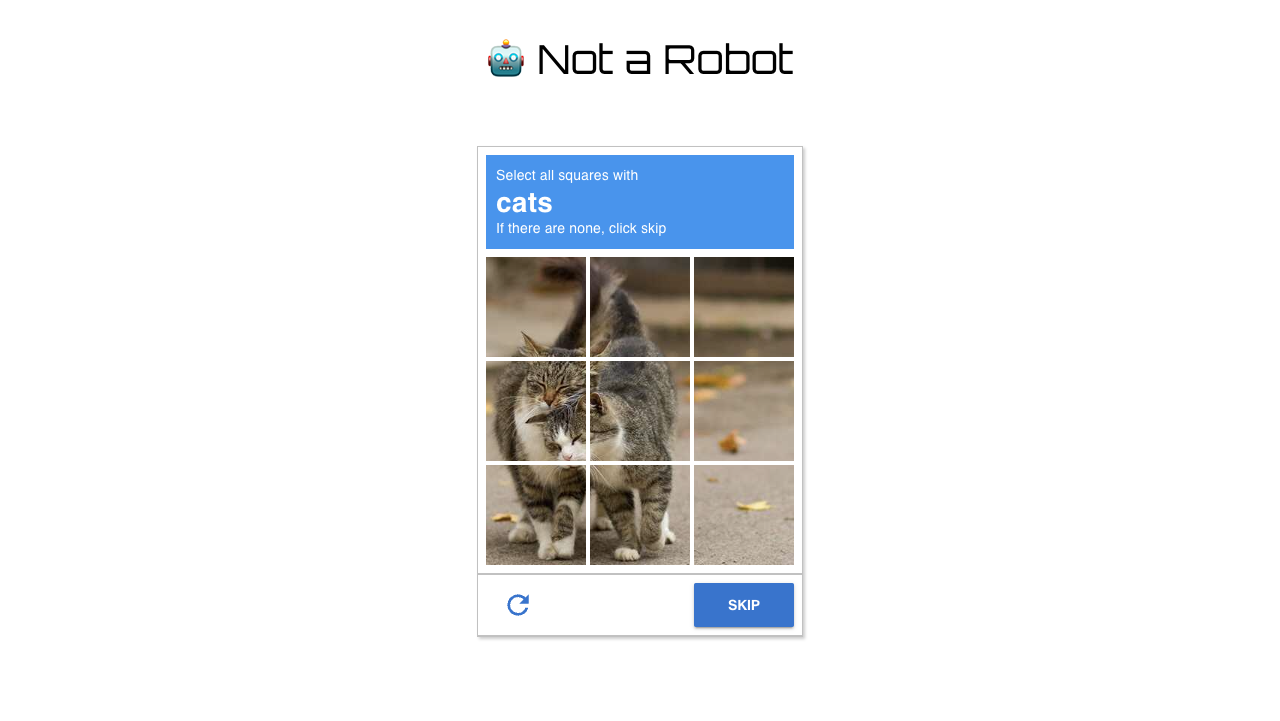 Not a Robot
Select all squares with
cats
If there are none, click skip
SKIP